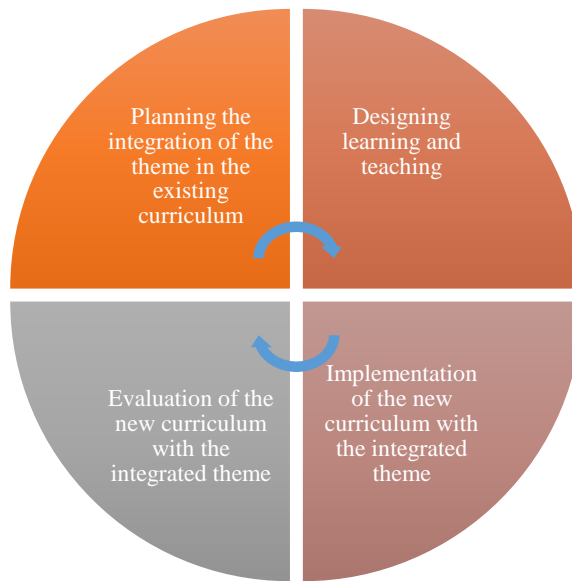 Planning the
integration of the
theme in the
existing
curriculum
Designing
learning and
teaching
Evaluation of the
new curriculum
with the
integrated theme
Implementation
of the new
curriculum with
the integrated
theme